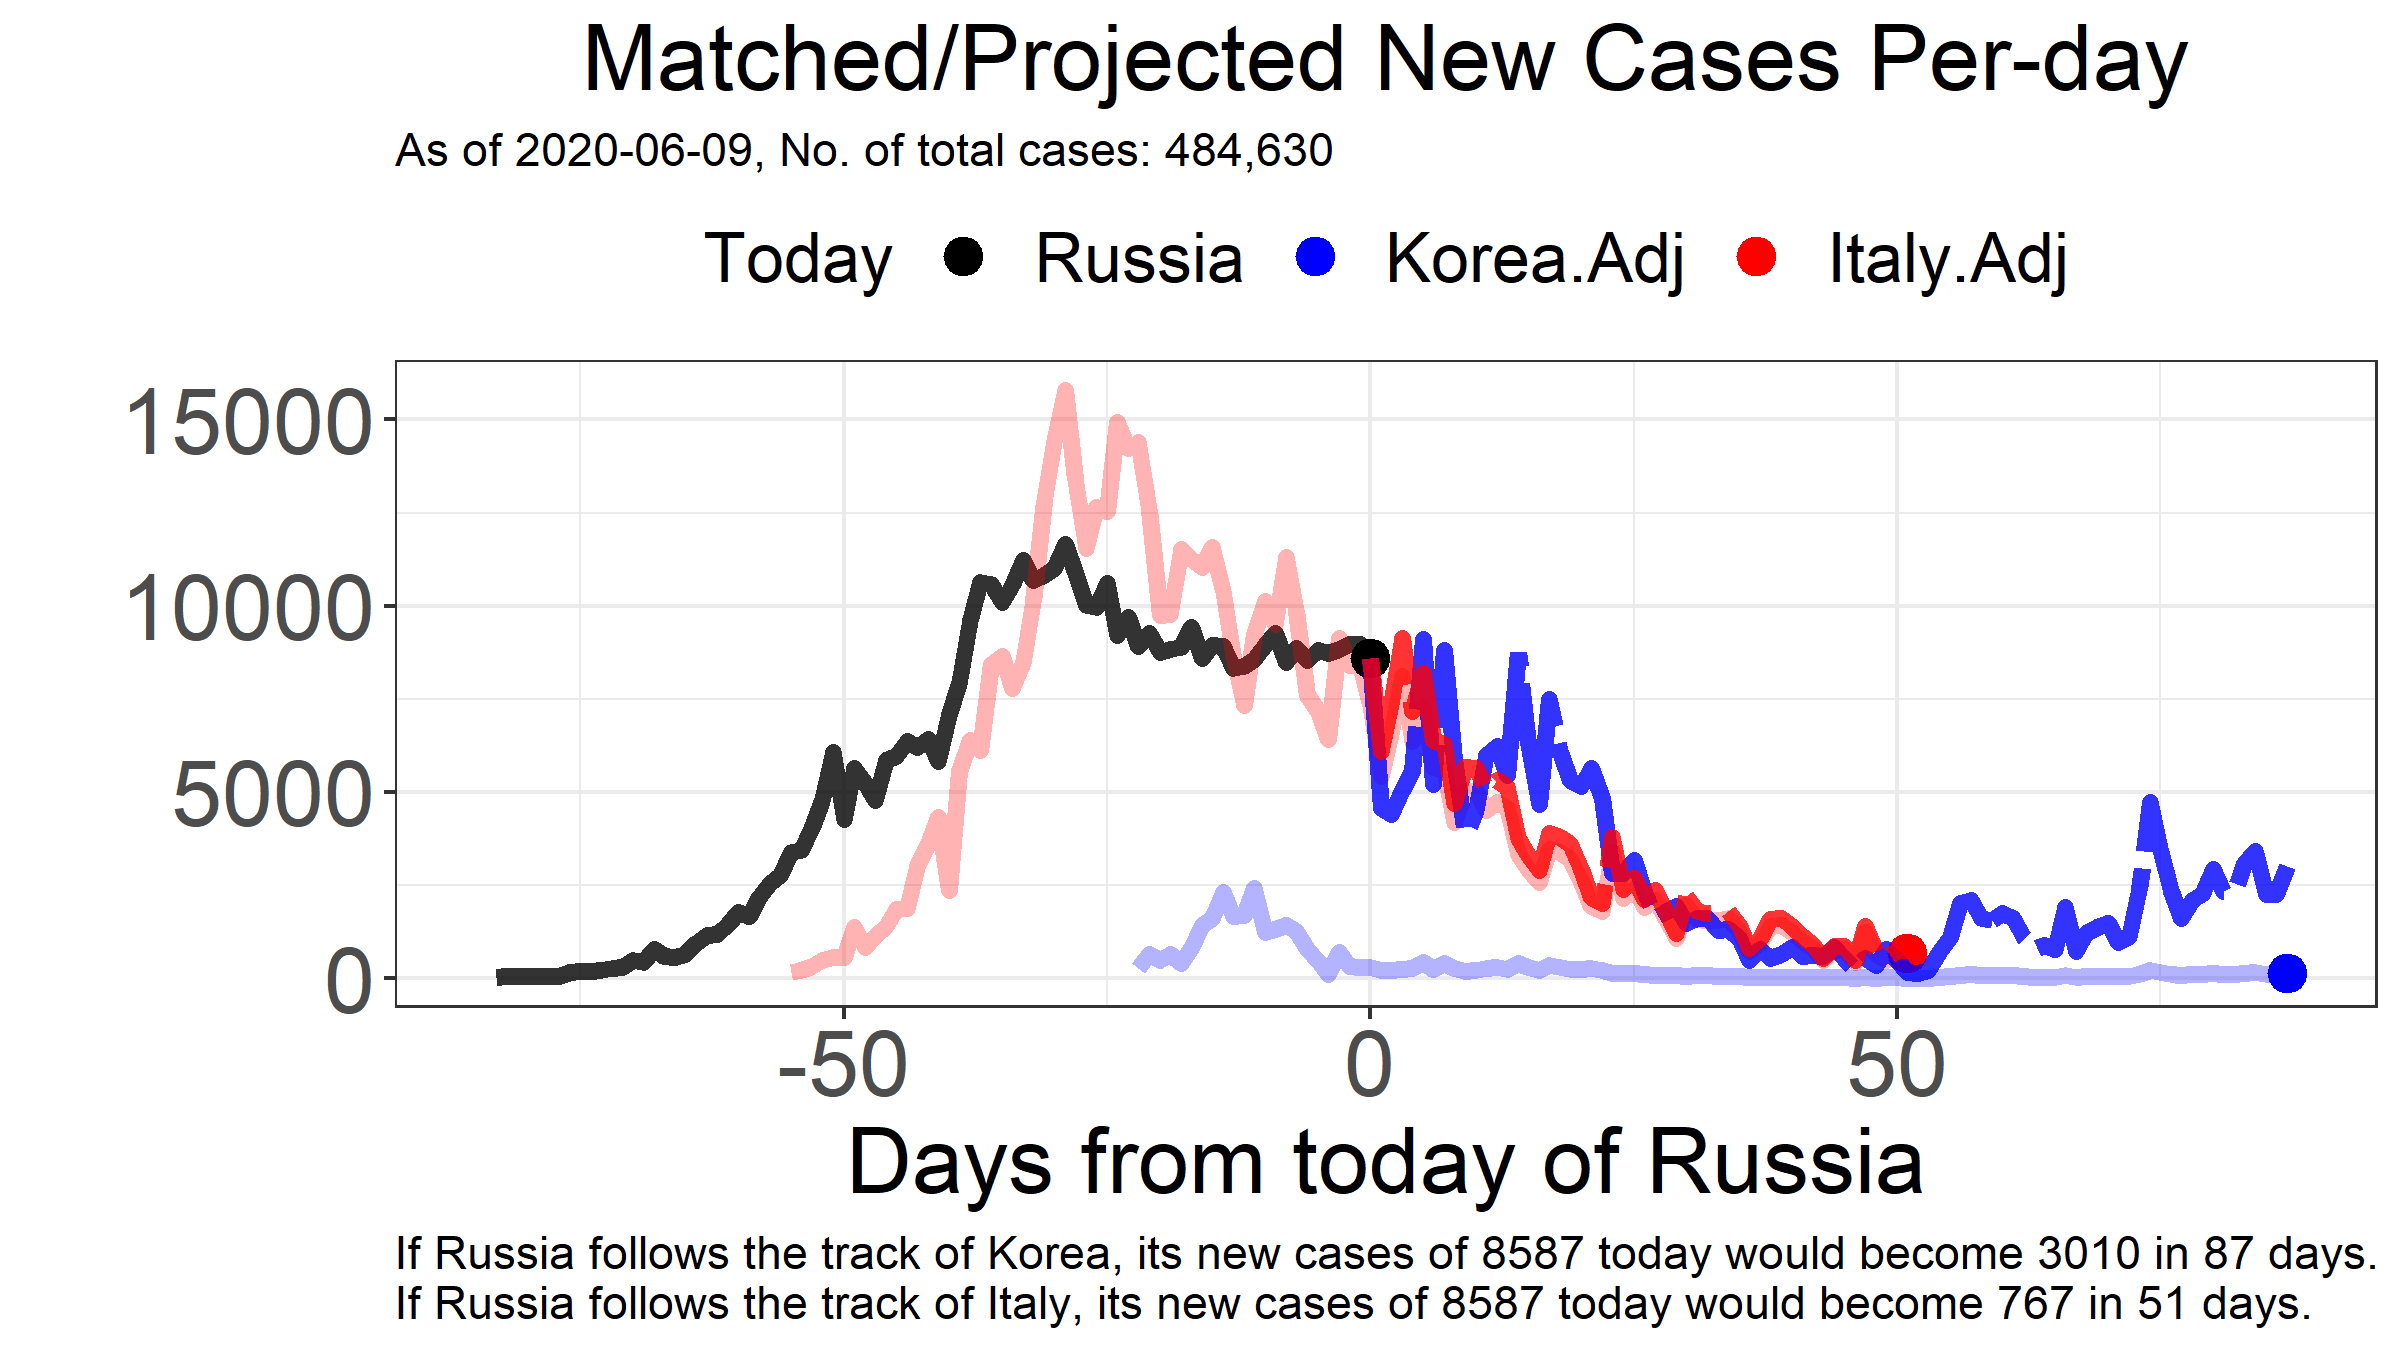 Matched/Projected New Cases Per-day
As of 2020-06-09, No. of total cases: 484,630
Today Russia Korea.Adj Italy.Adj
15000
10000
5000
0
-50 0 50
Days from today of Russia
If Russia follows the track of Korea, its new cases of 8587 today would become 3010 in 87 days.
If Russia follows the track of Italy, its new cases of 8587 today would become 767 in 51 days.